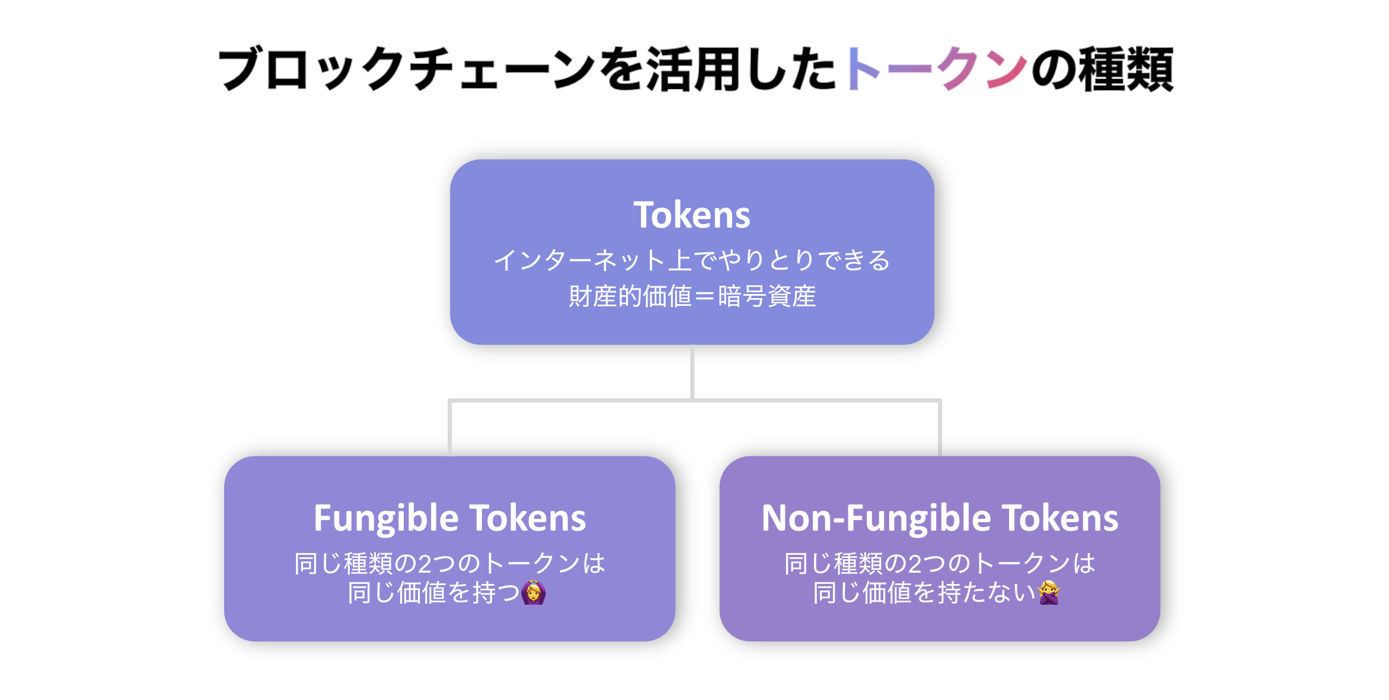 ブロックチェーンを活用したトークンの種類
Tokens
インターネット上でやりとりできる
財産的価値＝暗号資産
Fungible Tokens
同じ種類の2つのトークンは
同じ価値を持つ🙆‍♀️
Non-Fungible Tokens
同じ種類の2つのトークンは
同じ価値を持たない🙅‍♀️